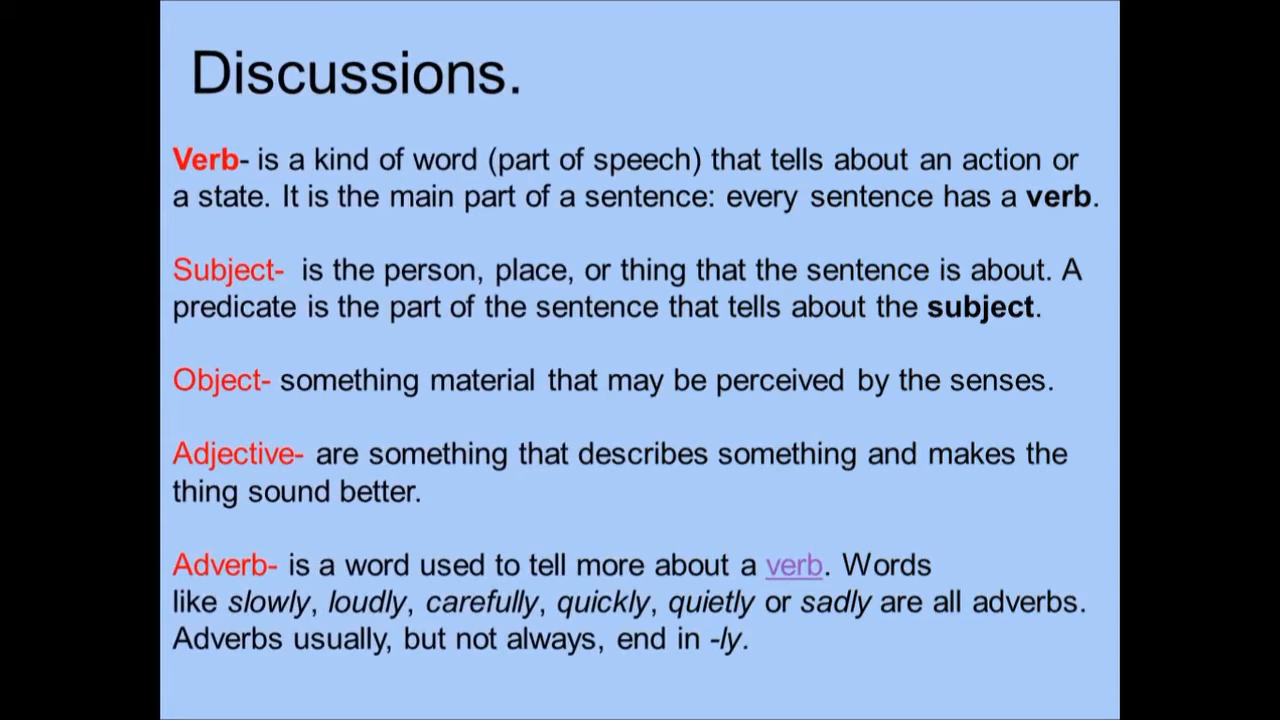 Discussions.
Verb- is a kind of word (part of speech) that tells about an action or
a state. It is the main part of a sentence: every sentence has a verb.
Subject- is the person, place, or thing that the sentence is about. A
predicate is the part of the sentence that tells about the subject.
Object- something material that may be perceived by the senses.
Adjective- are something that describes something and makes the
thing sound better.
Adverb- is a word used to tell more about a verb. Words
like slowly, loudly, carefully, quickly, quietly or sadly are all adverbs.
Adverbs usually, but not always, end in -ly.